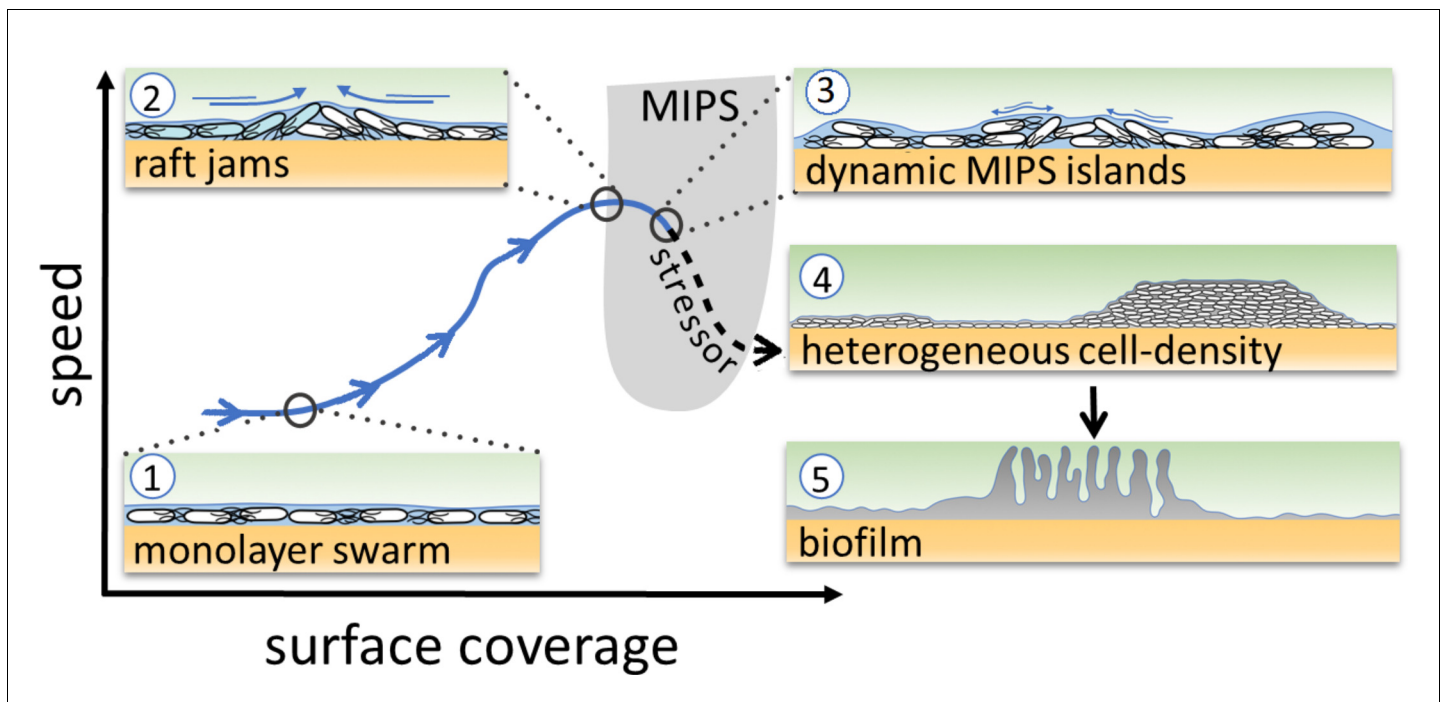 2
raft jams
MIPS
3
dynamic MIPS islands
speed
stressor
4
heterogeneous cell-density
1
monolayer swarm
5
biofilm
surface coverage